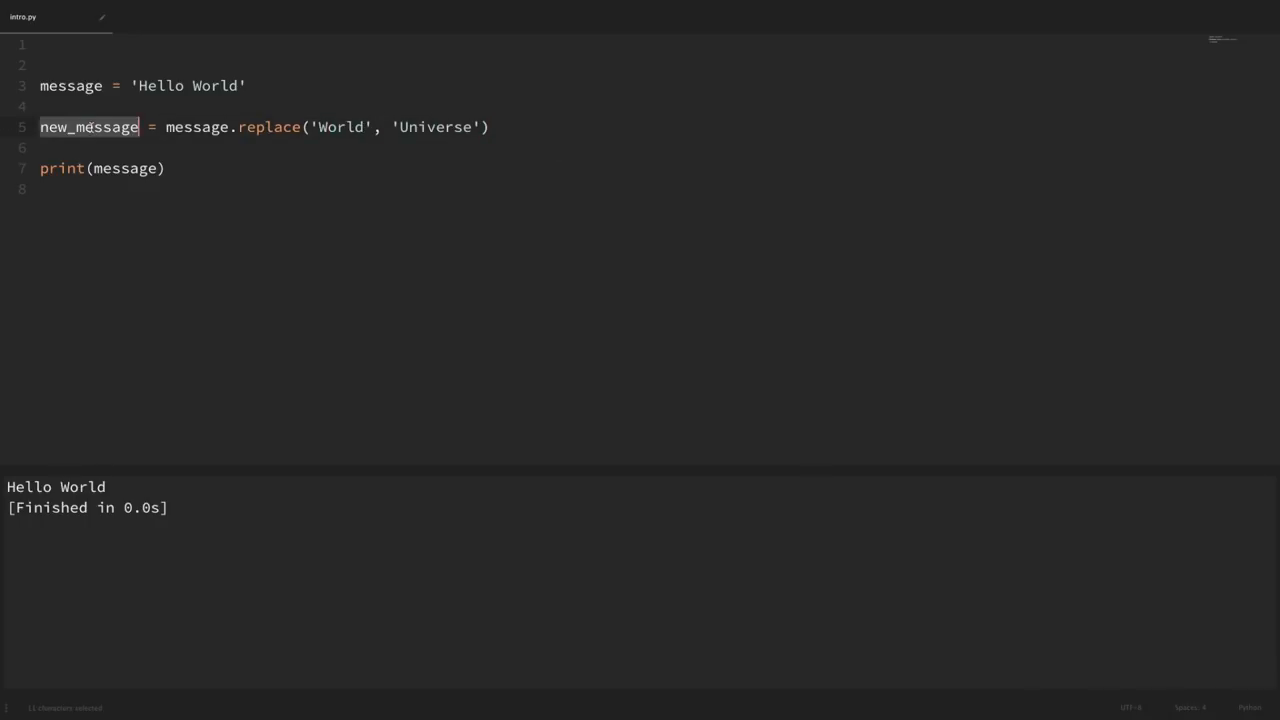 intro.py
1
2
3 message = 'Hello World'
4
5 new_message = message.replace('World', 'Universe')
6
7 print(message)
8
Hello World
[Finished in 0.0s]
11 characters selected
UTF-8 Spaces: 4 Python